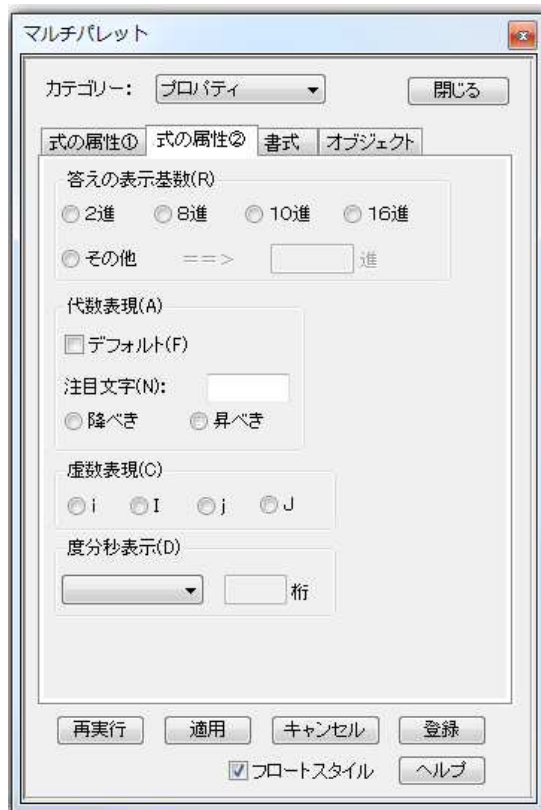 マルチパレット
カテゴリー: プロパティ 閉じる
式の属性① 式の属性② 書式 オブジェクト
答えの表示基数(R)
2進 8進 10進 16進
その他 ==> 進
代数表現(A)
デフォルト(F)
注目文字(N):
降べき 昇べき
虚数表現(C)
i I j J
度分秒表示(D)
桁
再実行 適用 キャンセル 登録
フロートスタイル ヘルプ